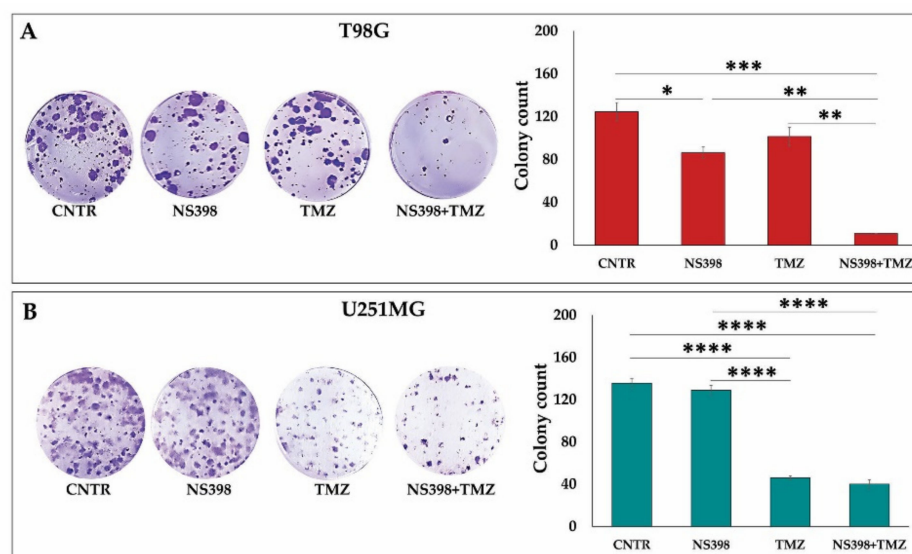 A
T98G
CNTR
NS398
TMZ
NS398+TMZ
Colony count
200
160
120
80
40
0
***
*
**
**
CNTR
NS398
TMZ
NS398+TMZ
B
U251MG
CNTR
NS398
TMZ
NS398+TMZ
Colony count
200
160
120
80
40
0
****
****
****
****
CNTR
NS398
TMZ
NS398+TMZ